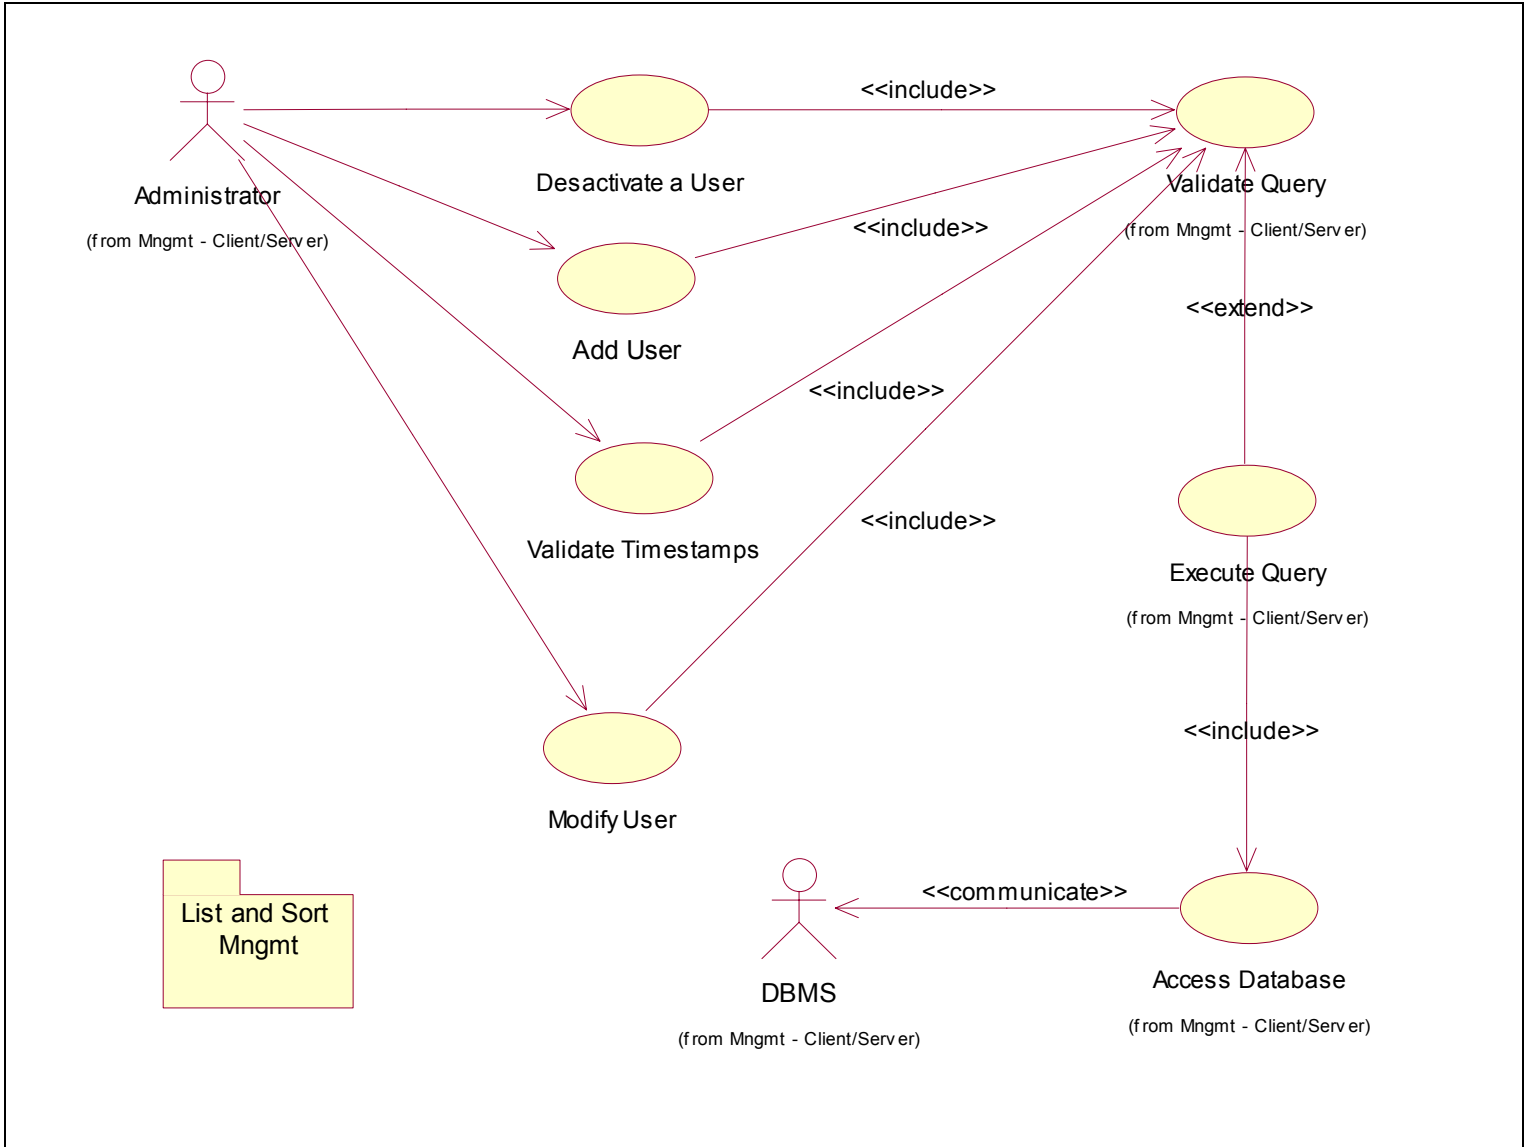 <<include>>
Desactivate a User
Administrator
(from Mngmt - Client/Server)
Validate Query
(from Mngmt - Client/Server)
<<include>>
<<extend>>
Add User
<<include>>
<<include>>
Validate Timestamps
Execute Query
(from Mngmt - Client/Server)
<<include>>
Modify User
List and Sort
Mngmt
<<communicate>>
DBMS
(from Mngmt - Client/Server)
Access Database
(from Mngmt - Client/Server)